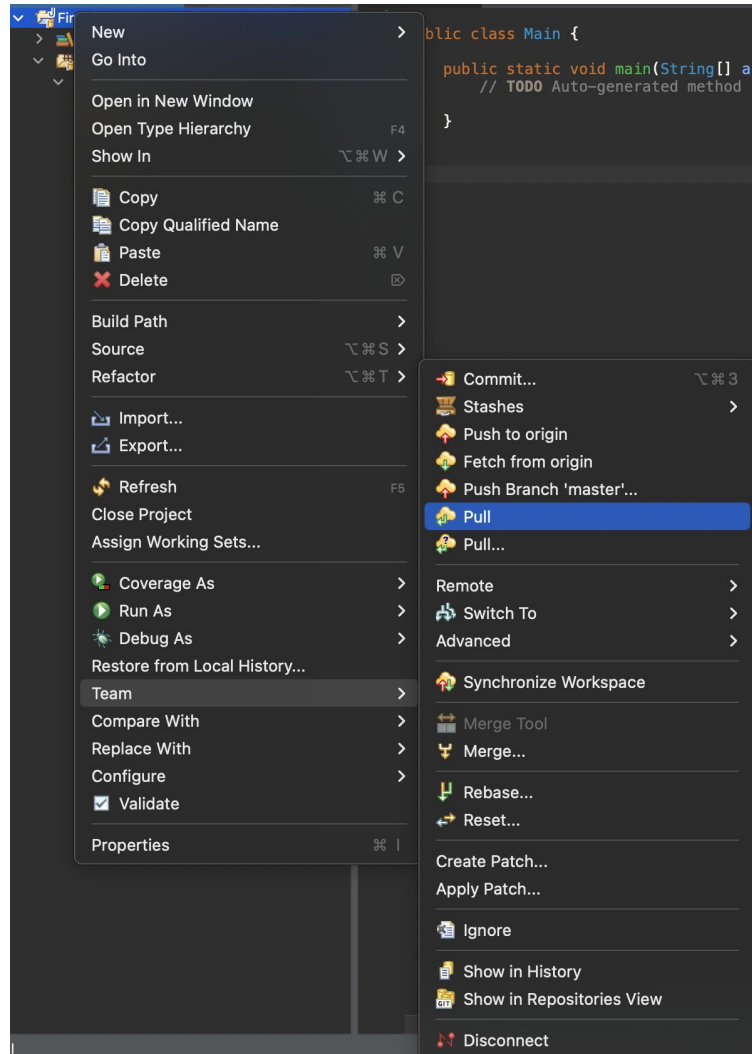 Fir
blic class Main {
public static void main(String[] a
// TODO Auto-generated method
}
New
Go Into
Open in New Window
Open Type Hierarchy F4
Show In ⌥⌘W
Copy ⌘C
Copy Qualified Name
Paste ⌘V
Delete ⌦
Build Path
Source ⌥⌘S
Refactor ⌥⌘T
Import...
Export...
Refresh F5
Close Project
Assign Working Sets...
Coverage As
Run As
Debug As
Restore from Local History...
Team
Compare With
Replace With
Configure
Validate
Properties ⌘I
Commit... ⌥⌘3
Stashes
Push to origin
Fetch from origin
Push Branch 'master'...
Pull
Pull...
Remote
Switch To
Advanced
Synchronize Workspace
Merge Tool
Merge...
Rebase...
Reset...
Create Patch...
Apply Patch...
Ignore
Show in History
GIT Show in Repositories View
Disconnect